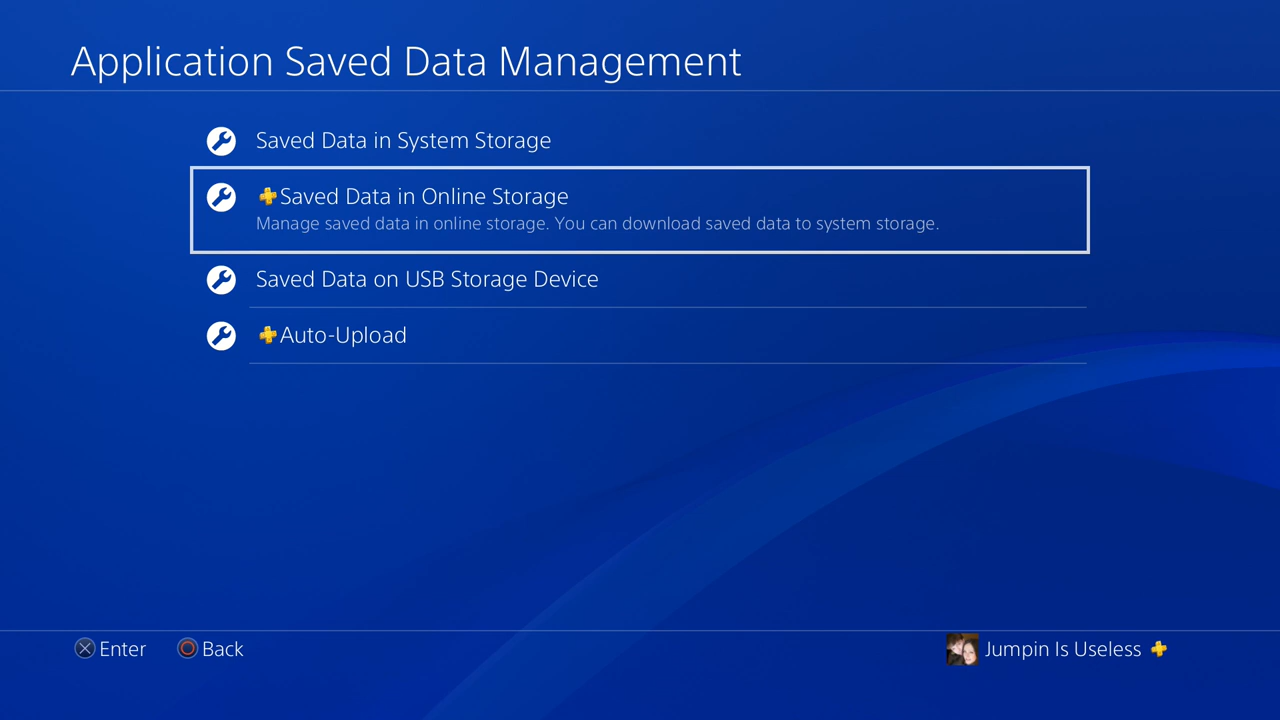 Application Saved Data Management
Saved Data in System Storage
Saved Data in Online Storage
Manage saved data in online storage. You can download saved data to system storage.
Saved Data on USB Storage Device
Auto-Upload
Enter Back Jumpin Is Useless